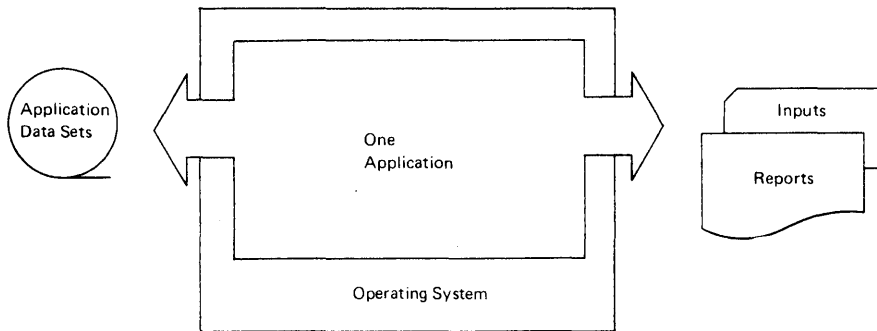 Application
Data Sets
One
Application
Inputs
Reports
Operating System